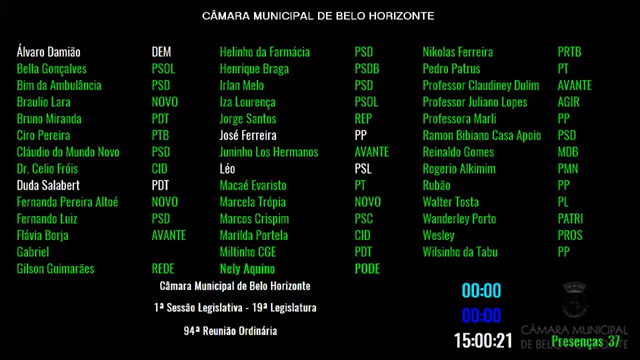 CÂMARA MUNICIPAL DE BELO HORIZONTE
Álvaro Damião DEM Helinho da Farmácia PSD Nikolas Ferreira PRTB
Bella Gonçalves PSOL Henrique Braga PSDB Pedro Patrus PT
Bim da Ambulância PSD Irlan Melo PSD Professor Claudiney Dulim AVANTE
Braulio Lara NOVO Iza Lourença PSOL Professor Juliano Lopes AGIR
Bruno Miranda PDT Jorge Santos REP Professora Marli PP
Ciro Pereira PTB José Ferreira PP Ramon Bibiano Casa Apoio PSD
Cláudio do Mundo Novo PSD Juninho Los Hermanos AVANTE Reinaldo Gomes MDB
Dr. Celio Fróis CID Léo PSL Rogerio Alkimim PMN
Duda Salabert PDT Macaé Evaristo PT Rubão PP
Fernanda Pereira Altoé NOVO Marcela Trópia NOVO Walter Tosta PL
Fernando Luiz PSD Marcos Crispim PSC Wanderley Porto PATRI
Flávia Borja AVANTE Marilda Portela CID Wesley PROS
Gabriel Miltinho CGE PDT Wilsinho da Tabu PP
Gilson Guimarães REDE Nely Aquino PODE
Câmara Municipal de Belo Horizonte
1ª Sessão Legislativa - 19ª Legislatura
94ª Reunião Ordinária
00:00
00:00
15:00:21
CÂMARA MUNICIPAL
DE BELO HORIZONTE
Presenças 37